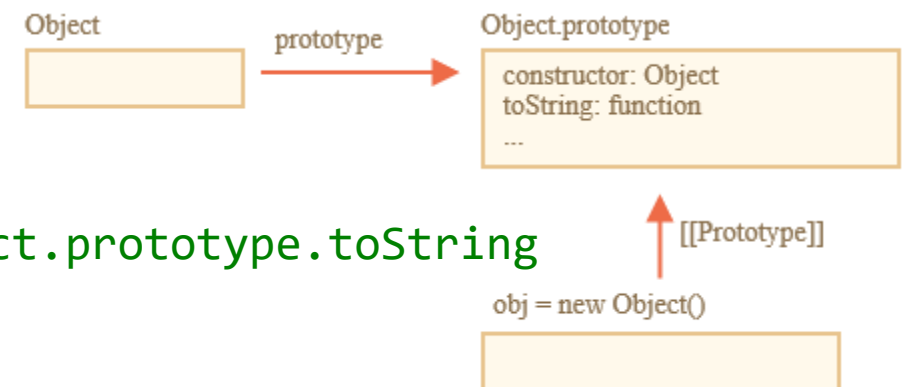 Object
prototype
Object.prototype
constructor: Object
toString: function
...
ct.prototype.toString
[[Prototype]]
obj = new Object()